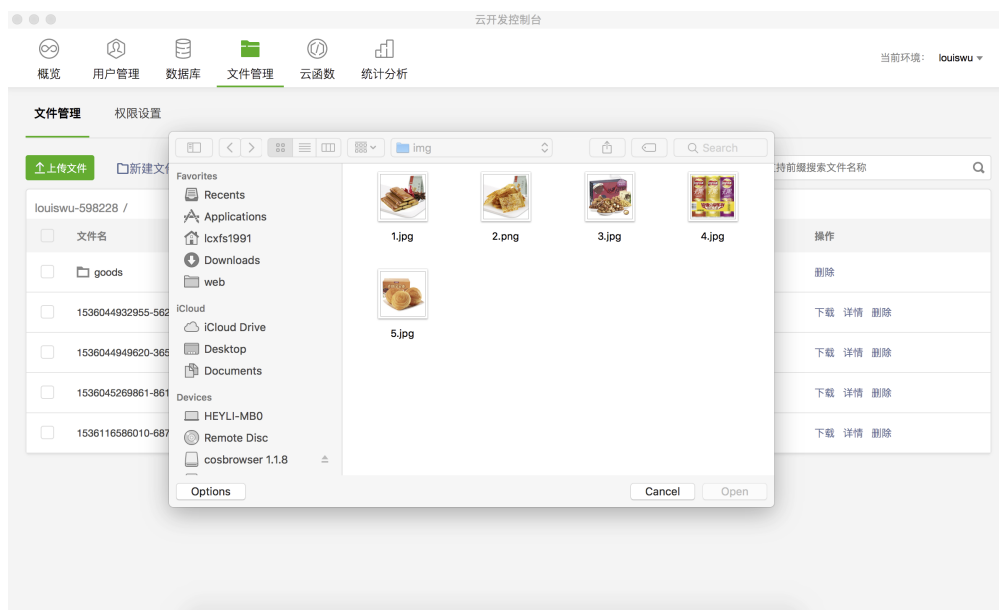 云开发控制台
概览 用户管理 数据库 文件管理 云函数 统计分析
当前环境: louiswu
文件管理 权限设置
上传文件 新建文 持前缀搜索文件名称
louiswu-598228 /
文件名 操作
goods 删除
1536044932955-562 下载 详情 删除
1536044949620-365 下载 详情 删除
1536045269861-861 下载 详情 删除
1536116586010-687 下载 详情 删除
img Search
Favorites
Recents
Applications
lcxfs1991
Downloads
web
iCloud
iCloud Drive
Desktop
Documents
Devices
HEYLI-MB0
Remote Disc
cosbrowser 1.1.8
1.jpg 2.png 3.jpg 4.jpg
5.jpg
Options Cancel Open